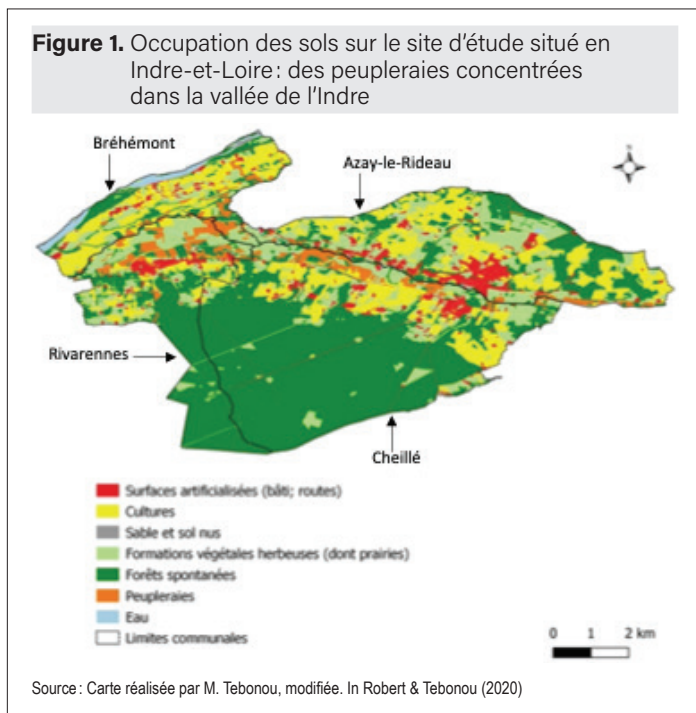 Figure 1. Occupation des sols sur le site d'étude situé en
Indre-et-Loire : des peupleraies concentrées
dans la vallée de l'Indre
Bréhémont
Azay-le-Rideau
N
Rivarennes
Cheillé
Surfaces artificialisées (bâti; routes)
Cultures
Sable et sol nus
Formations végétales herbeuses (dont prairies)
Forêts spontanées
Peupleraies
Eau
Limites communales
0 1 2 km
Source : Carte réalisée par M. Tebonou, modifiée. In Robert & Tebonou (2020)